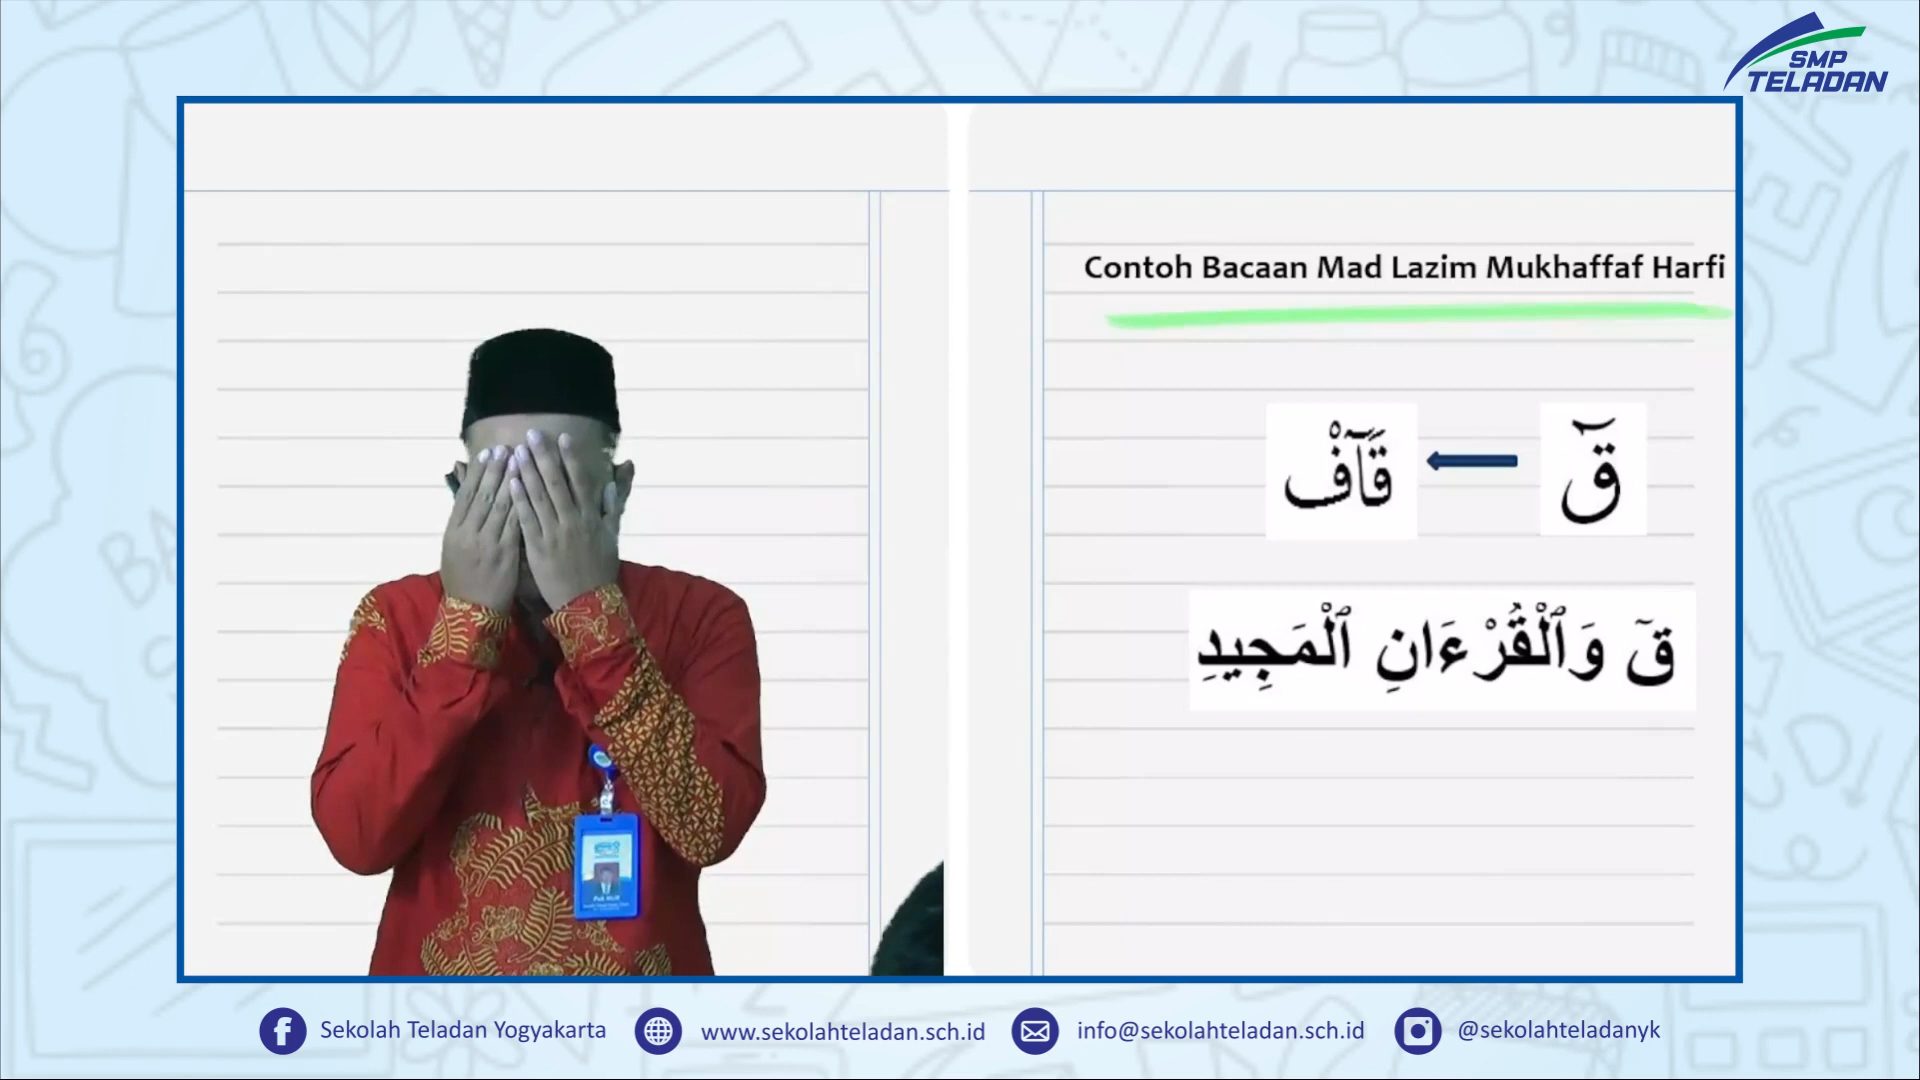 SMP
TELADAN
Contoh Bacaan Mad Lazim Mukhaffaf Harfi
قٓ
قَآفْ
قٓ وَٱلْقُرْءَانِ ٱلْمَجِيدِ
Sekolah Teladan Yogyakarta
www.sekolahteladan.sch.id
info@sekolahteladan.sch.id
@sekolahteladanyk